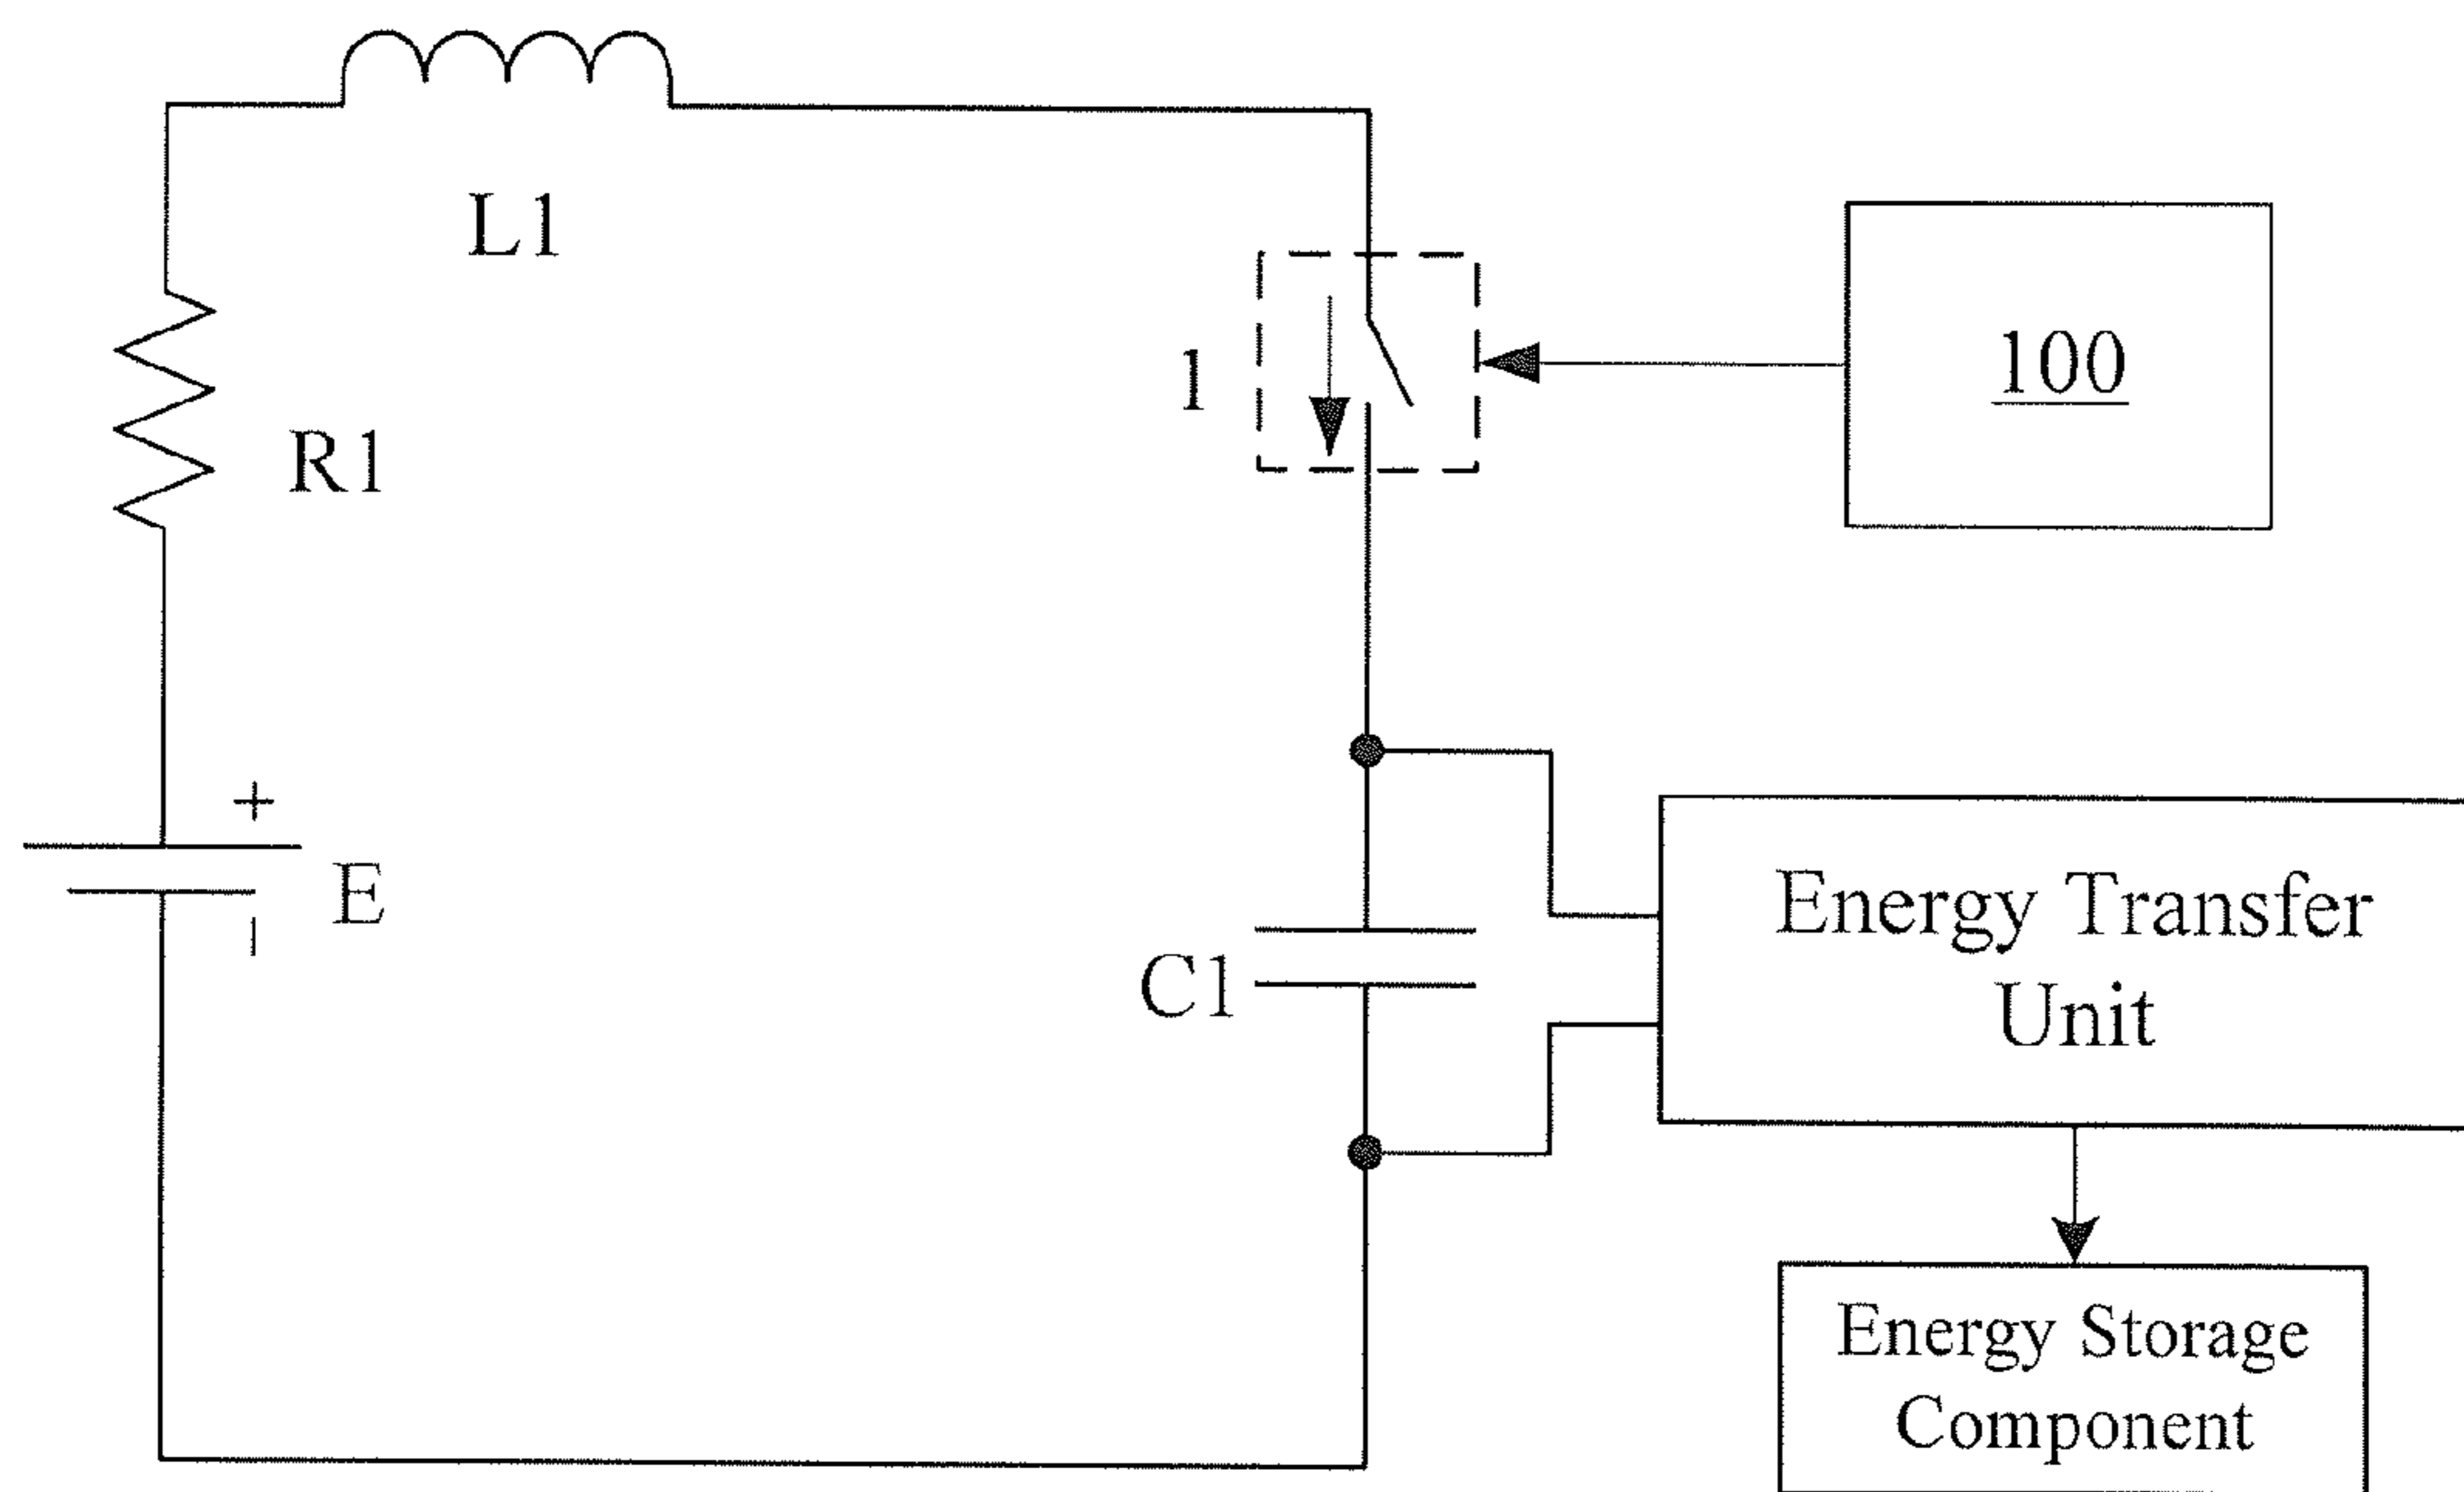 L1
100
1
R1
+
E
−
Energy Transfer
Unit
C1
Energy Storage
Component